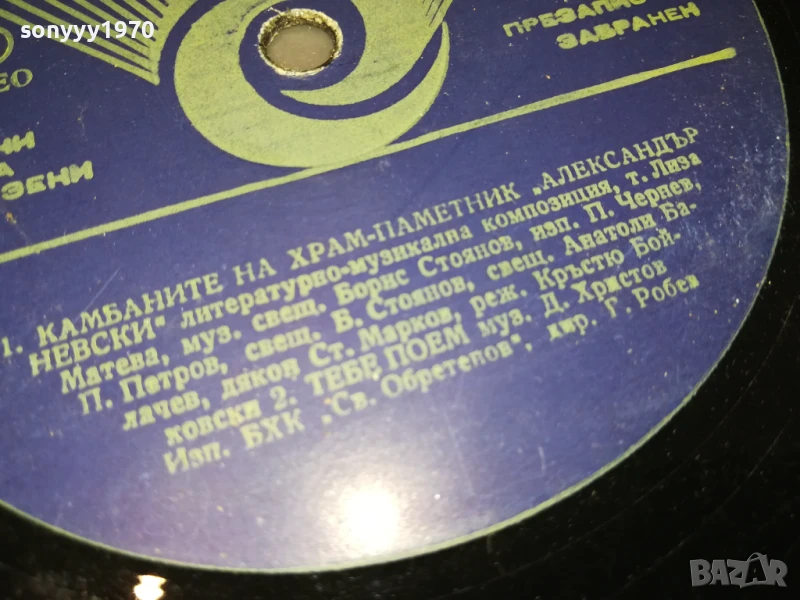 sonyyy1970
ПРЕЗАПИС
ЗАБРАНЕН
1. КАМБАНИТЕ НА ХРАМ-ПАМЕТНИК „АЛЕКСАНДЪР
НЕВСКИ" литературно-музикална композиция, т. Лиза
Матева, муз. свещ. Борис Стоянов, изп. П. Чернев,
П. Петров, свещ. Б. Стоянов, свещ. Анатоли Ба-
лачев, дякон Ст. Марков, реж. Кръстю Бой-
ковски 2. ТЕБЕ ПОЕМ муз. Д. Христов
Изп. БХК „Св. Обретенов", дир. Г. Робев
BAZAR